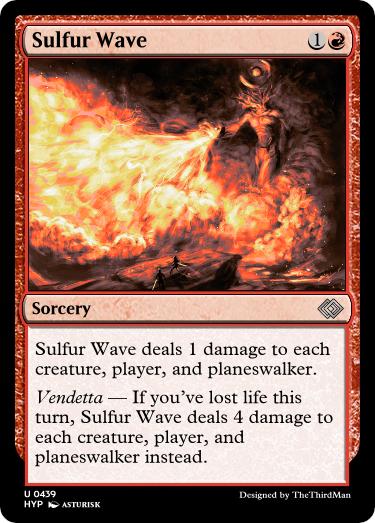 Sulfur Wave 1
Sorcery
Sulfur Wave deals 1 damage to each
creature, player, and planeswalker.
Vendetta — If you've lost life this
turn, Sulfur Wave deals 4 damage to
each creature, player, and
planeswalker instead.
U 0439
HYP ASTURISK
Designed by TheThirdMan